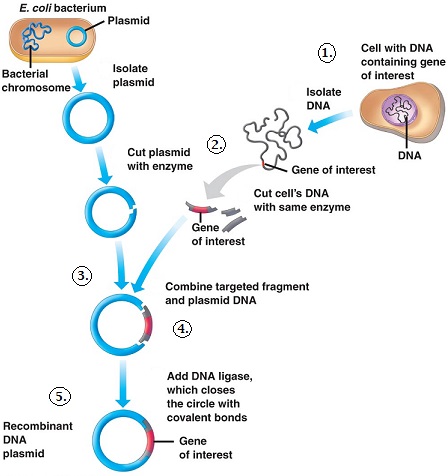 E. coli bacterium
Plasmid
Bacterial
chromosome
Isolate
plasmid
1.
Cell with DNA
containing gene
of interest
Isolate
DNA
DNA
2.
Gene of interest
Cut plasmid
with enzyme
Cut cell's DNA
with same enzyme
Gene
of interest
3.
Combine targeted fragment
and plasmid DNA
4.
5.
Add DNA ligase,
which closes
the circle with
covalent bonds
Recombinant
DNA
plasmid
Gene
of interest